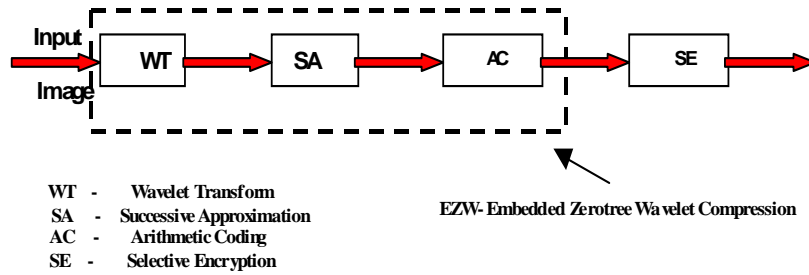 Input
Image
WT
SA
AC
SE
WT - Wavelet Transform
SA - Successive Approximation
AC - Arithmetic Coding
SE - Selective Encryption
EZW- Embedded Zerotree Wavelet Compression